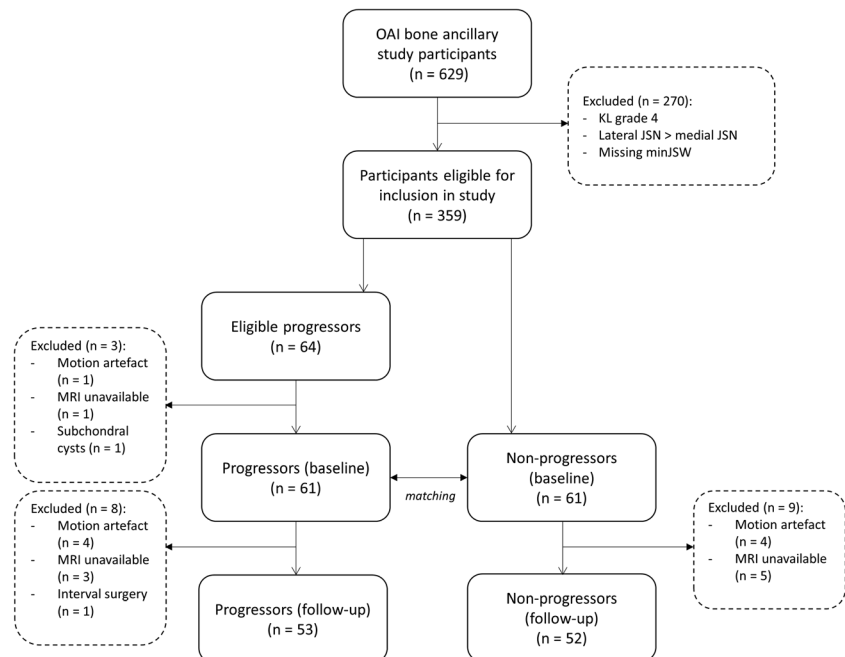 OAI bone ancillary
study participants
(n = 629)
Excluded (n = 270):
- KL grade 4
- Lateral JSN > medial JSN
- Missing minJSW
Participants eligible for
inclusion in study
(n = 359)
Eligible progressors
(n = 64)
Excluded (n = 3):
- Motion artefact
(n = 1)
- MRI unavailable
(n = 1)
- Subchondral
cysts (n = 1)
Progressors (baseline)
(n = 61)
matching
Non-progressors
(baseline)
(n = 61)
Excluded (n = 8):
- Motion artefact
(n = 4)
- MRI unavailable
(n = 3)
- Interval surgery
(n = 1)
Excluded (n = 9):
- Motion artefact
(n = 4)
- MRI unavailable
(n = 5)
Progressors (follow-up)
(n = 53)
Non-progressors
(follow-up)
(n = 52)